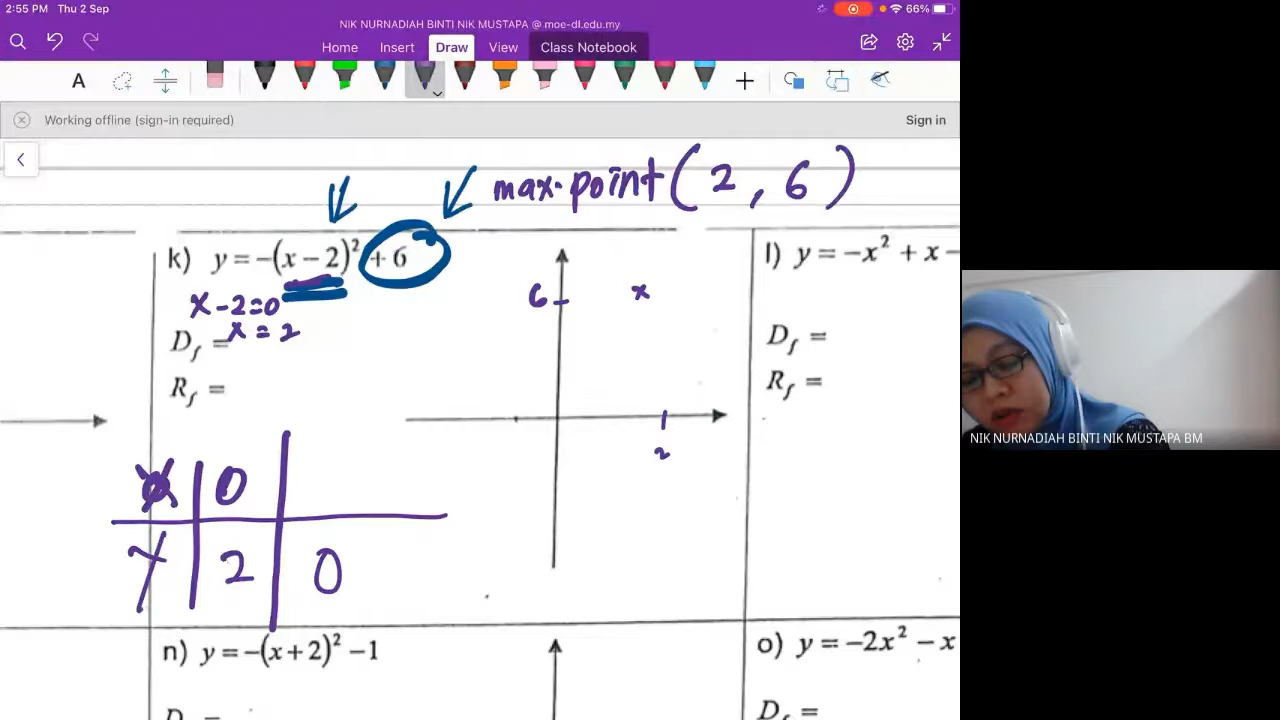 2:55 PM Thu 2 Sep
66%
NIK NURNADIAH BINTI NIK MUSTAPA @ moe-dl.edu.my
Home Insert Draw View Class Notebook
A
Working offline (sign-in required)
Sign in
max.point (2, 6)
k) y = -(x - 2)² + 6
x - 2 = 0
x = 2
D_f =
R_f =
6
x
2
x 0
y 2 0
l) y = -x² + x -
D_f =
R_f =
n) y = -(x + 2)² - 1
o) y = -2x² - x
D_f =
NIK NURNADIAH BINTI NIK MUSTAPA BM